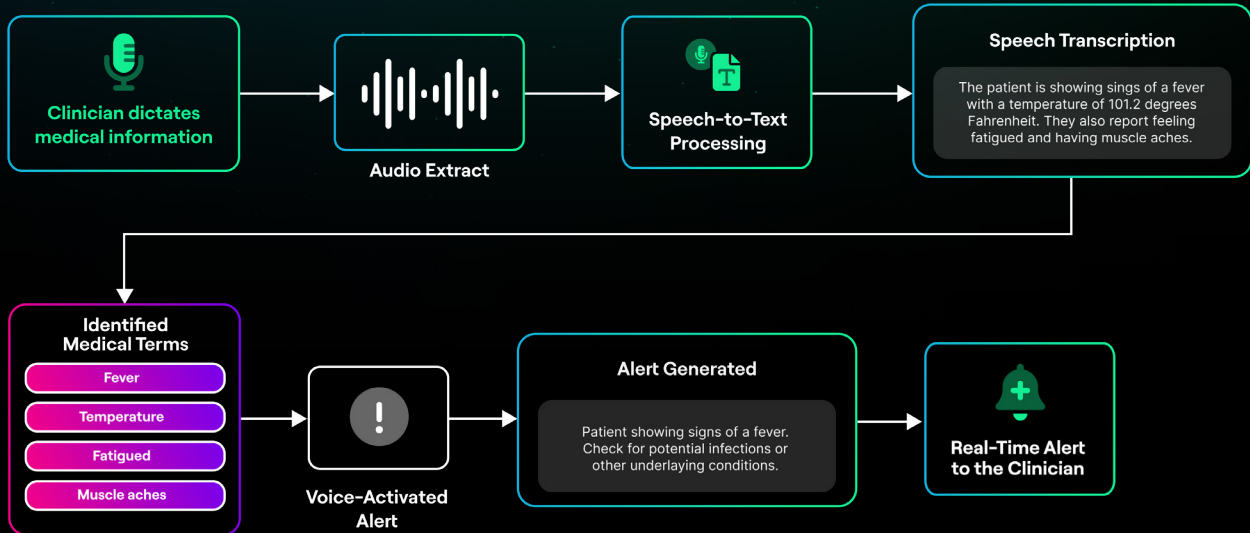 Clinician dictates
medical information
Audio Extract
T
Speech-to-Text
Processing
Speech Transcription
The patient is showing sings of a fever
with a temperature of 101.2 degrees
Fahrenheit. They also report feeling
fatigued and having muscle aches.
Identified
Medical Terms
Fever
Temperature
Fatigued
Muscle aches
!
Voice-Activated
Alert
Alert Generated
Patient showing signs of a fever.
Check for potential infections or
other underlaying conditions.
Real-Time Alert
to the Clinician